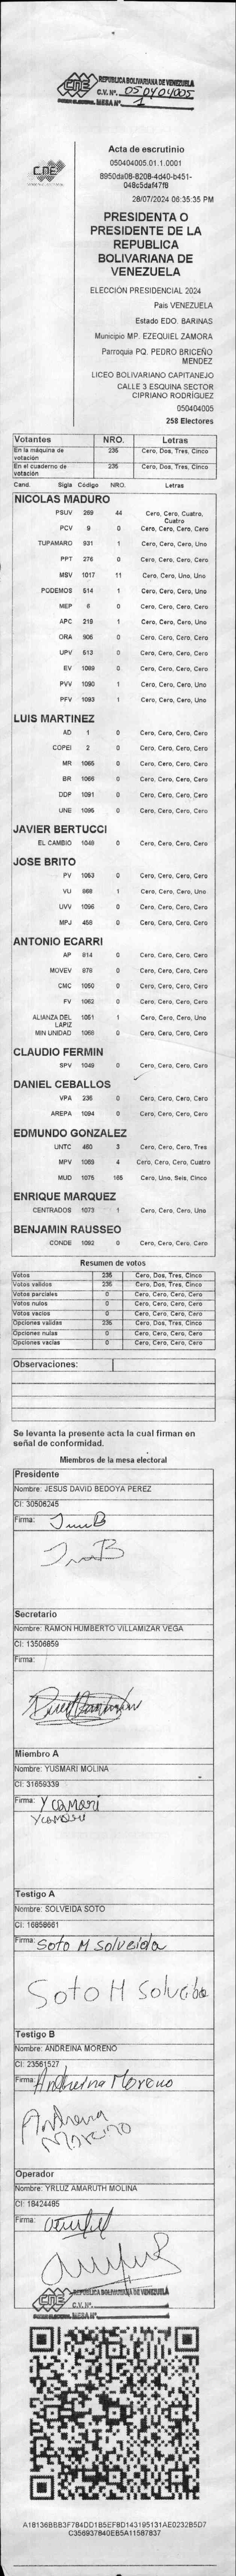 CNE
REPUBLICA BOLIVARIANA DE VENEZUELA
C.V. Nº. 050404005
MESA Nº. 1
CNE
Acta de escrutinio
050404005.01.1.0001
8950da08-8208-4d40-b451-
048c5daf47f8
28/07/2024 06:35:35 PM
PRESIDENTA O
PRESIDENTE DE LA
REPUBLICA
BOLIVARIANA DE
VENEZUELA
ELECCIÓN PRESIDENCIAL 2024
Pais VENEZUELA
Estado EDO. BARINAS
Municipio MP. EZEQUIEL ZAMORA
Parroquia PQ. PEDRO BRICEÑO
MENDEZ
LICEO BOLIVARIANO CAPITANEJO
CALLE 3 ESQUINA SECTOR
CIPRIANO RODRÍGUEZ
050404005
258 Electores
Votantes NRO. Letras
En la máquina de votación 236 Cero, Dos, Tres, Cinco
En el cuaderno de votación 235 Cero, Dos, Tres, Cinco
Cand. Sigla Código NRO. Letras
NICOLAS MADURO
PSUV 269 44 Cero, Cero, Cuatro, Cuatro
PCV 9 0 Cero, Cero, Cero, Cero
TUPAMARO 931 1 Cero, Cero, Cero, Uno
PPT 276 0 Cero, Cero, Cero, Cero
MSV 1017 11 Cero, Cero, Uno, Uno
PODEMOS 514 1 Cero, Cero, Cero, Uno
MEP 6 0 Cero, Cero, Cero, Cero
APC 219 1 Cero, Cero, Cero, Uno
ORA 906 0 Cero, Cero, Cero, Cero
UPV 513 0 Cero, Cero, Cero, Cero
EV 1089 0 Cero, Cero, Cero, Cero
PVV 1090 1 Cero, Cero, Cero, Uno
PFV 1093 1 Cero, Cero, Cero, Uno
LUIS MARTINEZ
AD 1 0 Cero, Cero, Cero, Cero
COPEI 2 0 Cero, Cero, Cero, Cero
MR 1065 0 Cero, Cero, Cero, Cero
BR 1066 0 Cero, Cero, Cero, Cero
DDP 1091 0 Cero, Cero, Cero, Cero
UNE 1095 0 Cero, Cero, Cero, Cero
JAVIER BERTUCCI
EL CAMBIO 1048 0 Cero, Cero, Cero, Cero
JOSE BRITO
PV 1053 0 Cero, Cero, Cero, Cero
VU 868 1 Cero, Cero, Cero, Uno
UVV 1096 0 Cero, Cero, Cero, Cero
MPJ 458 0 Cero, Cero, Cero, Cero
ANTONIO ECARRI
AP 814 0 Cero, Cero, Cero, Cero
MOVEV 878 0 Cero, Cero, Cero, Cero
CMC 1050 0 Cero, Cero, Cero, Cero
FV 1062 0 Cero, Cero, Cero, Cero
ALIANZA DEL LAPIZ 1051 1 Cero, Cero, Cero, Uno
MIN UNIDAD 1068 0 Cero, Cero, Cero, Cero
CLAUDIO FERMIN
SPV 1049 0 Cero, Cero, Cero, Cero
DANIEL CEBALLOS
VPA 236 0 Cero, Cero, Cero, Cero
AREPA 1094 0 Cero, Cero, Cero, Cero
EDMUNDO GONZALEZ
UNTC 460 3 Cero, Cero, Cero, Tres
MPV 1069 4 Cero, Cero, Cero, Cuatro
MUD 1075 165 Cero, Uno, Seis, Cinco
ENRIQUE MARQUEZ
CENTRADOS 1073 1 Cero, Cero, Cero, Uno
BENJAMIN RAUSSEO
CONDE 1092 0 Cero, Cero, Cero, Cero
Resumen de votos
Votos 235 Cero, Dos, Tres, Cinco
Votos validos 235 Cero, Dos, Tres, Cinco
Votos parciales 0 Cero, Cero, Cero, Cero
Votos nulos 0 Cero, Cero, Cero, Cero
Votos vacios 0 Cero, Cero, Cero, Cero
Opciones validas 235 Cero, Dos, Tres, Cinco
Opciones nulas 0 Cero, Cero, Cero, Cero
Opciones vacias 0 Cero, Cero, Cero, Cero
Observaciones:
Se levanta la presente acta la cual firman en
señal de conformidad.
Miembros de la mesa electoral
Presidente
Nombre: JESUS DAVID BEDOYA PEREZ
CI: 30506245
Firma:
Secretario
Nombre: RAMON HUMBERTO VILLAMIZAR VEGA
CI: 13506859
Firma:
Miembro A
Nombre: YUSMARI MOLINA
CI: 31659339
Firma:
Testigo A
Nombre: SOLVEIDA SOTO
CI: 16858661
Firma: Soto M Solveida
Soto M Solveida
Testigo B
Nombre: ANDREINA MORENO
CI: 23561527
Firma: Andreina Moreno
Andreina
Moreno
Operador
Nombre: YRLUZ AMARUTH MOLINA
CI: 18424485
Firma:
CNE
REPUBLICA BOLIVARIANA DE VENEZUELA
C.V. Nº.
MESA Nº.
A18136BBB3F784DD1B5EF8D143195131AE0232B5D7
C356937840EB5A11587837